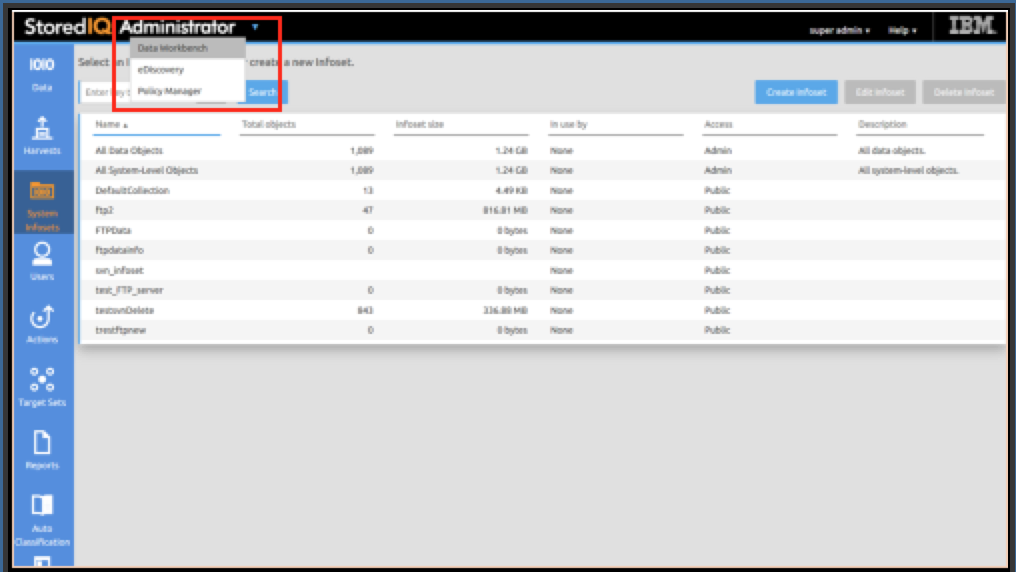 StoredIQ Administrator ▼
super admin ▾ Help ▾ IBM
Data Workbench
eDiscovery
Policy Manager
Select an create a new Infoset.
Enter Search Create Infoset Edit Infoset Delete Infoset
Data
Harvests
System Infosets
Users
Actions
Target Sets
Reports
Auto Classification
Name ▲ Total objects Infoset size In use by Access Description
All Data Objects 1,089 1.24 GB None Admin All data objects.
All System-Level Objects 1,089 1.24 GB None Admin All system-level objects.
DefaultCollection 13 4.49 KB None Public
ftp2 47 816.81 MB None Public
FTPData 0 0 bytes None Public
ftpdatainfo 0 0 bytes None Public
None Public
test_FTP_server 0 0 bytes None Public
testsvnDelete 843 336.88 MB None Public
trestftpnew 0 0 bytes None Public